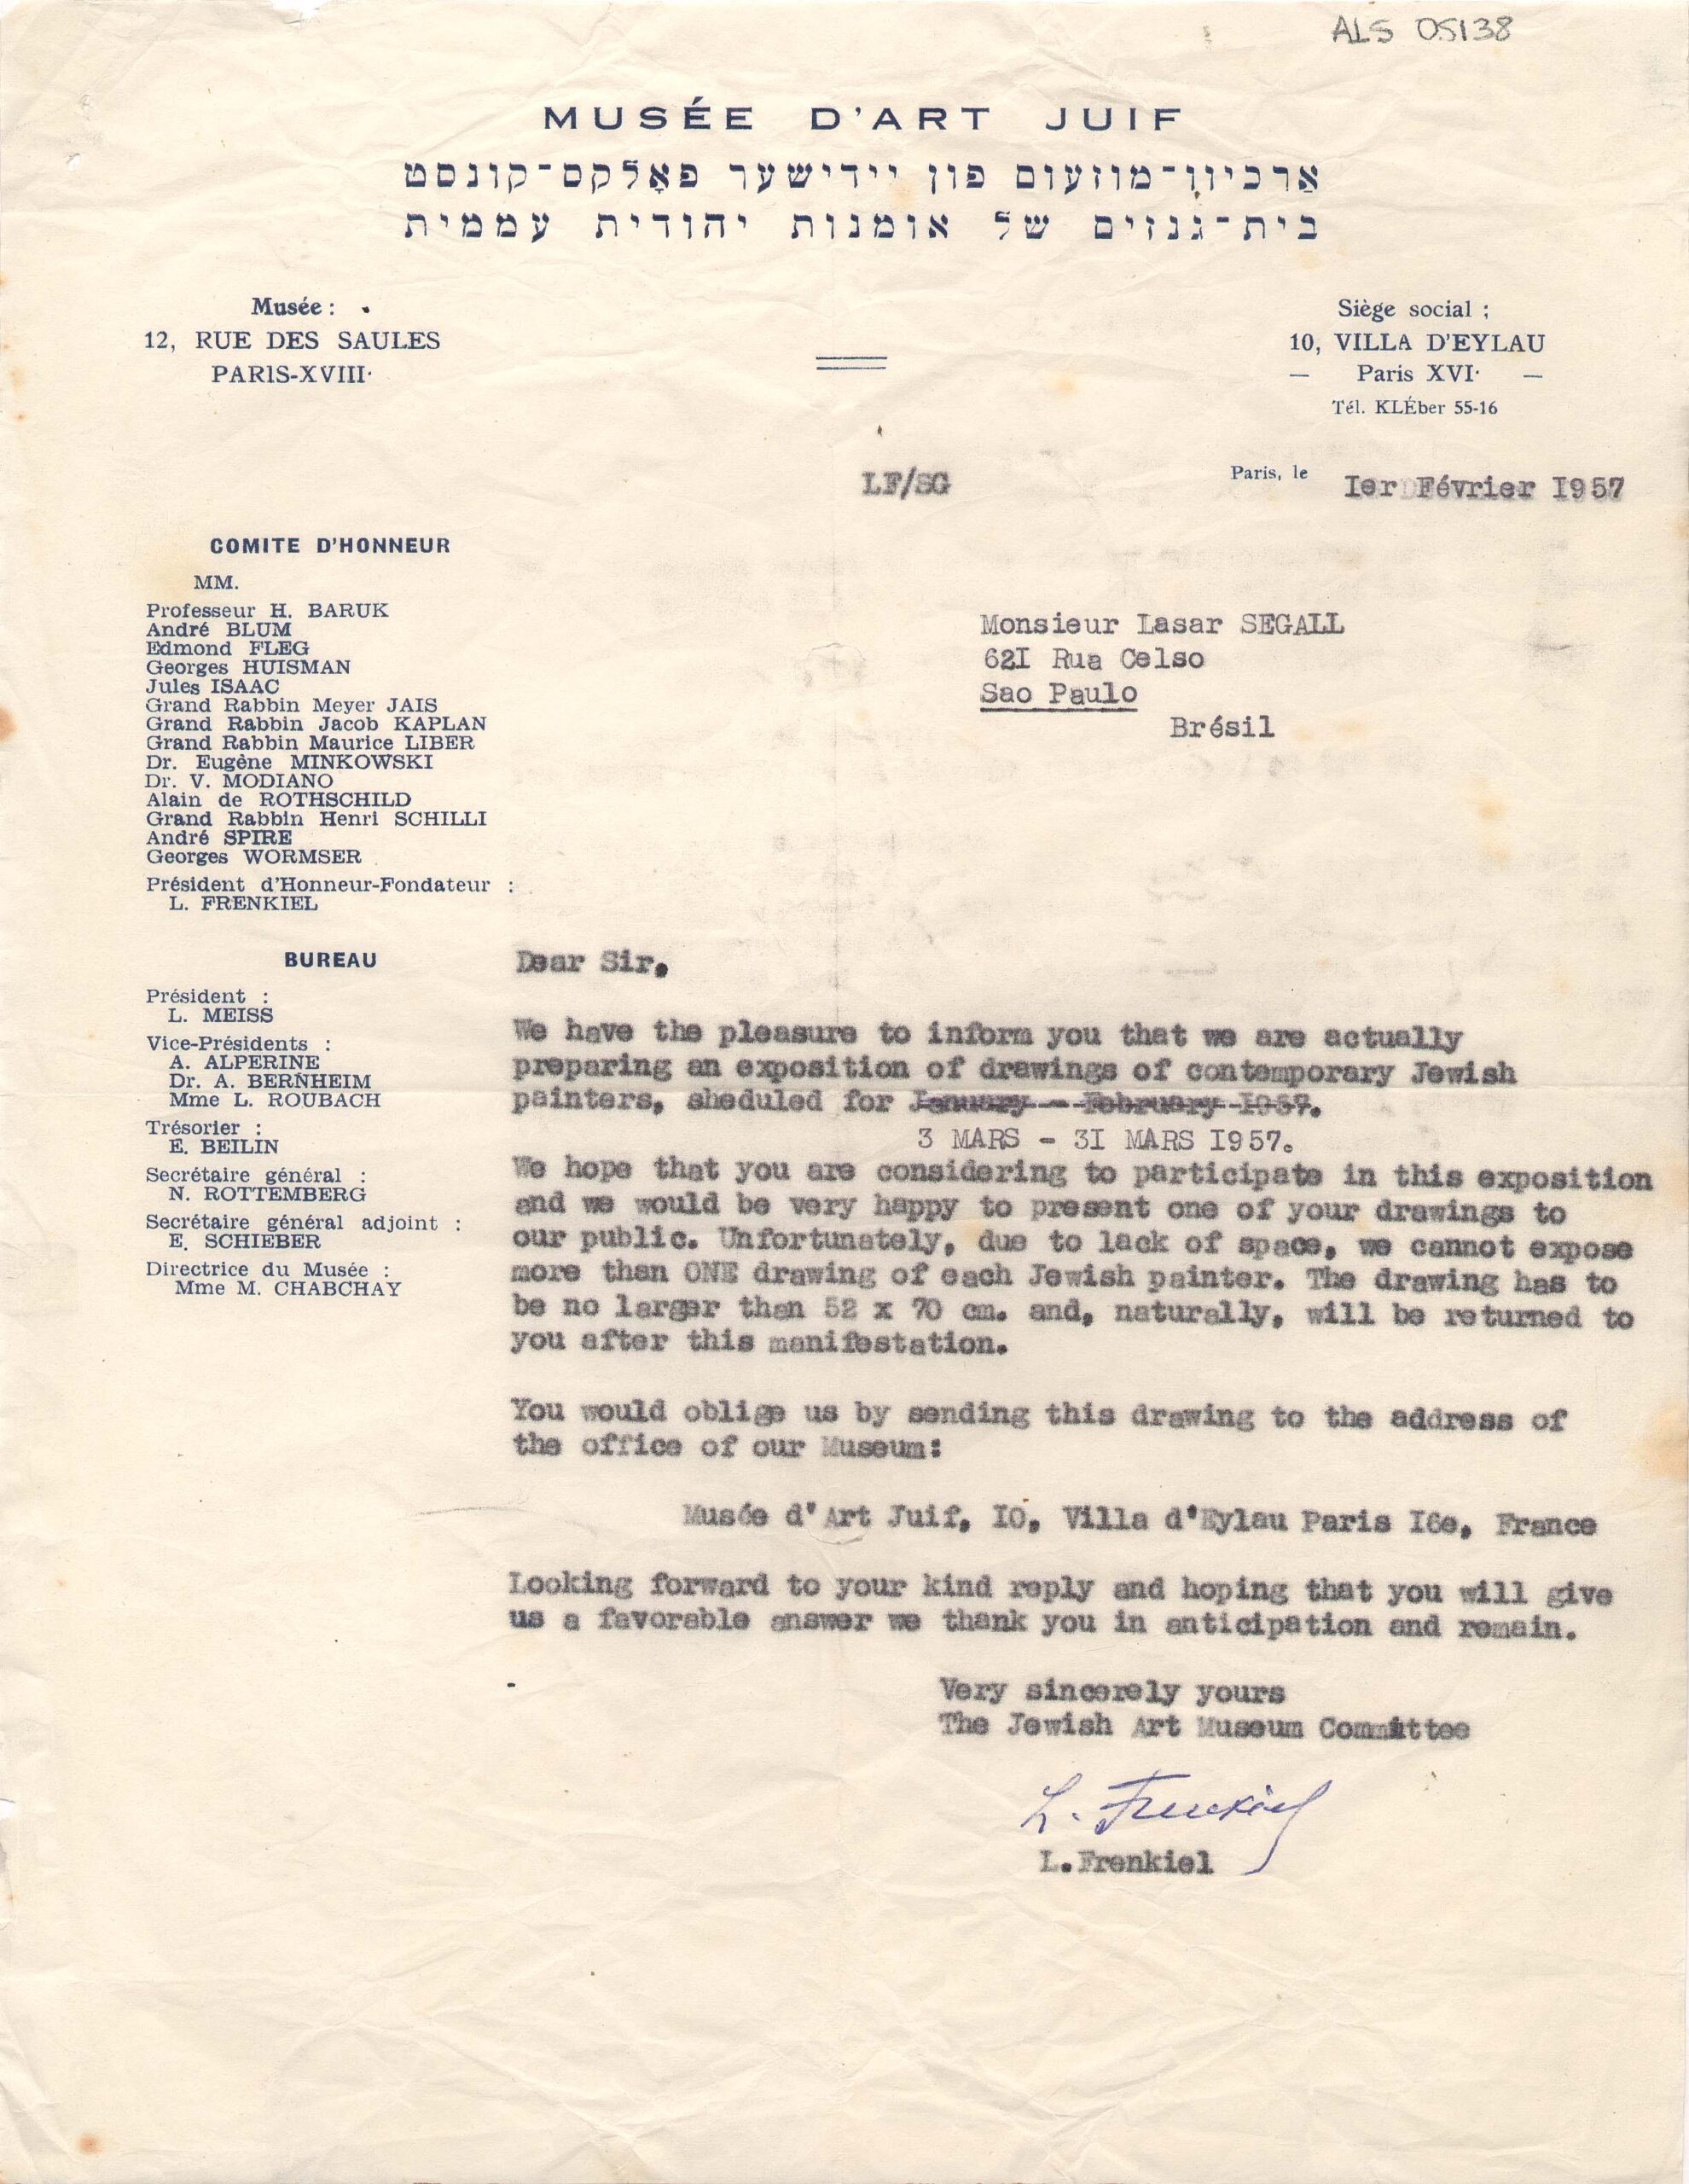 ALS 05138
MUSÉE D'ART JUIF
אַרכיוו-מוזעום פון יידישער פאָלקס-קונסט
בית-גנזים של אומנות יהודית עממית
Musée :
12, RUE DES SAULES
PARIS-XVIII·
Siège social ;
10, VILLA D'EYLAU
— Paris XVI· —
Tél. KLÉber 55-16
LF/SG
Paris, le Ier Février I957
COMITE D'HONNEUR
MM.
Professeur H. BARUK
André BLUM
Edmond FLEG
Georges HUISMAN
Jules ISAAC
Grand Rabbin Meyer JAIS
Grand Rabbin Jacob KAPLAN
Grand Rabbin Maurice LIBER
Dr. Eugène MINKOWSKI
Dr. V. MODIANO
Alain de ROTHSCHILD
Grand Rabbin Henri SCHILLI
André SPIRE
Georges WORMSER
Président d'Honneur-Fondateur :
L. FRENKIEL
BUREAU
Président :
L. MEISS
Vice-Présidents :
A. ALPERINE
Dr. A. BERNHEIM
Mme L. ROUBACH
Trésorier :
E. BEILIN
Secrétaire général :
N. ROTTEMBERG
Secrétaire général adjoint :
E. SCHIEBER
Directrice du Musée :
Mme M. CHABCHAY
Monsieur Lasar SEGALL
62I Rua Celso
Sao Paulo
Brésil
Dear Sir,
We have the pleasure to inform you that we are actually
preparing an exposition of drawings of contemporary Jewish
painters, sheduled for January - February I957.
3 MARS - 3I MARS I957.
We hope that you are considering to participate in this exposition
and we would be very happy to present one of your drawings to
our public. Unfortunately, due to lack of space, we cannot expose
more than ONE drawing of each Jewish painter. The drawing has to
be no larger than 52 x 70 cm. and, naturally, will be returned to
you after this manifestation.
You would oblige us by sending this drawing to the address of
the office of our Museum:
Musée d'Art Juif, IO, Villa d'Eylau Paris I6e, France
Looking forward to your kind reply and hoping that you will give
us a favorable answer we thank you in anticipation and remain.
Very sincerely yours
The Jewish Art Museum Committee
L. Frenkiel
L.Frenkiel